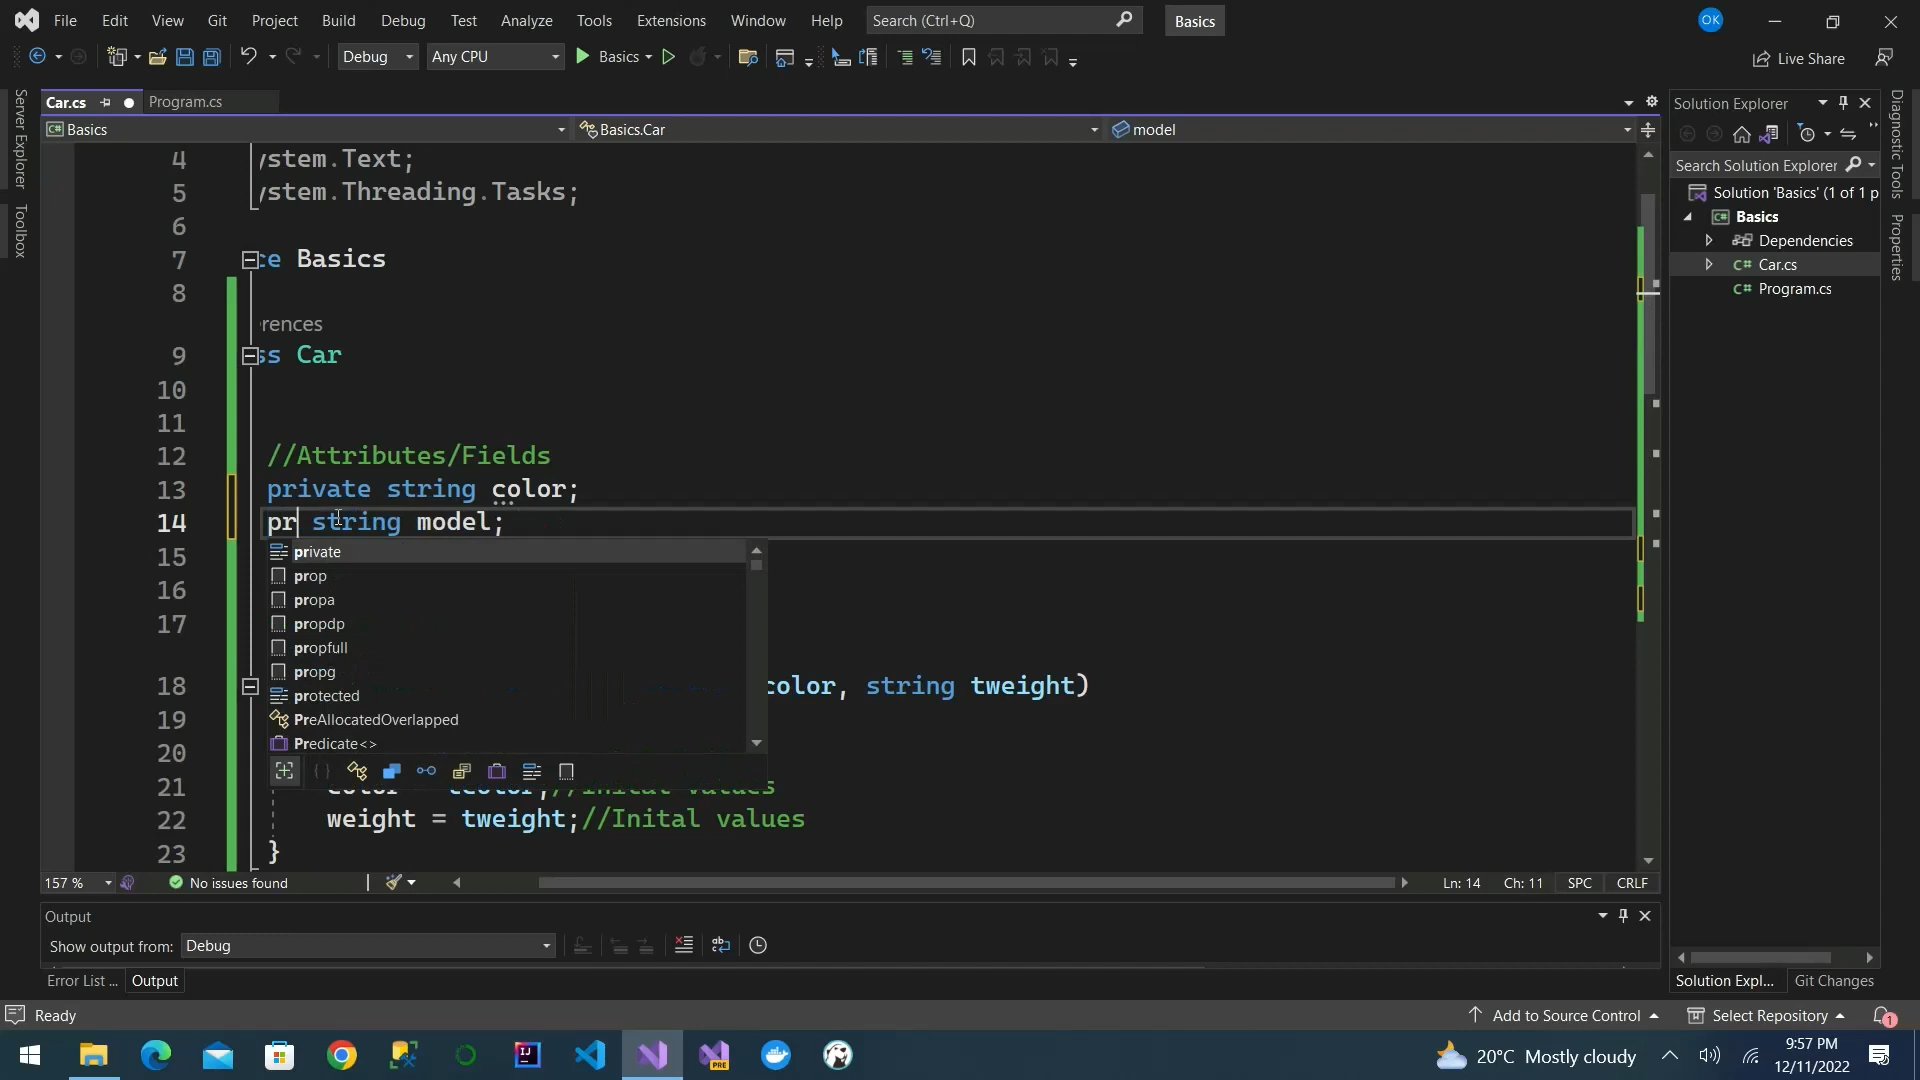 File Edit View Git Project Build Debug Test Analyze Tools Extensions Window Help Search (Ctrl+Q) Basics OK
Debug Any CPU Basics Live Share
Car.cs Program.cs
Basics Basics.Car model
Server Explorer
Toolbox
4 ystem.Text;
5 ystem.Threading.Tasks;
6
7 ce Basics
8
erences
9 ss Car
10
11
12 //Attributes/Fields
13 private string color;
14 pr string model;
15
16
17
18 color, string tweight)
19
20
21
22 weight = tweight;//Inital values
23 }
private
prop
propa
propdp
propfull
propg
protected
PreAllocatedOverlapped
Predicate<>
157 % No issues found Ln: 14 Ch: 11 SPC CRLF
Output
Show output from: Debug
Error List ... Output
Solution Explorer
Search Solution Explorer
Solution 'Basics' (1 of 1 p
C# Basics
Dependencies
C# Car.cs
C# Program.cs
Solution Expl... Git Changes
Diagnostic Tools
Properties
Ready Add to Source Control Select Repository 1
20°C Mostly cloudy 9:57 PM
12/11/2022